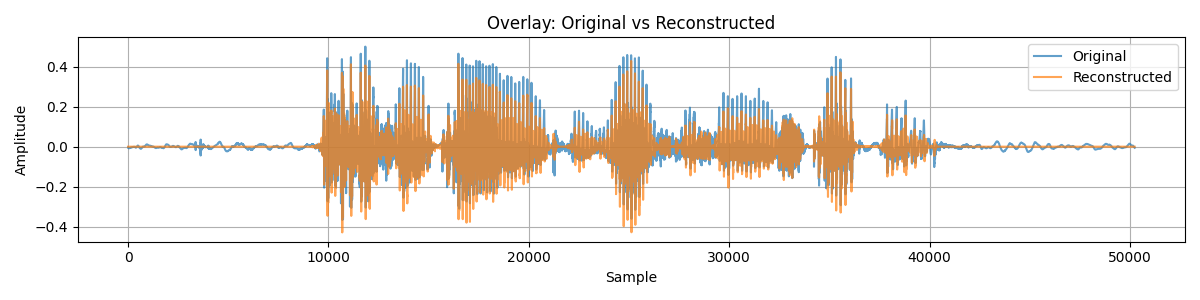 Overlay: Original vs Reconstructed
Original
Reconstructed
Amplitude
0.4
0.2
0.0
−0.2
−0.4
0 10000 20000 30000 40000 50000
Sample